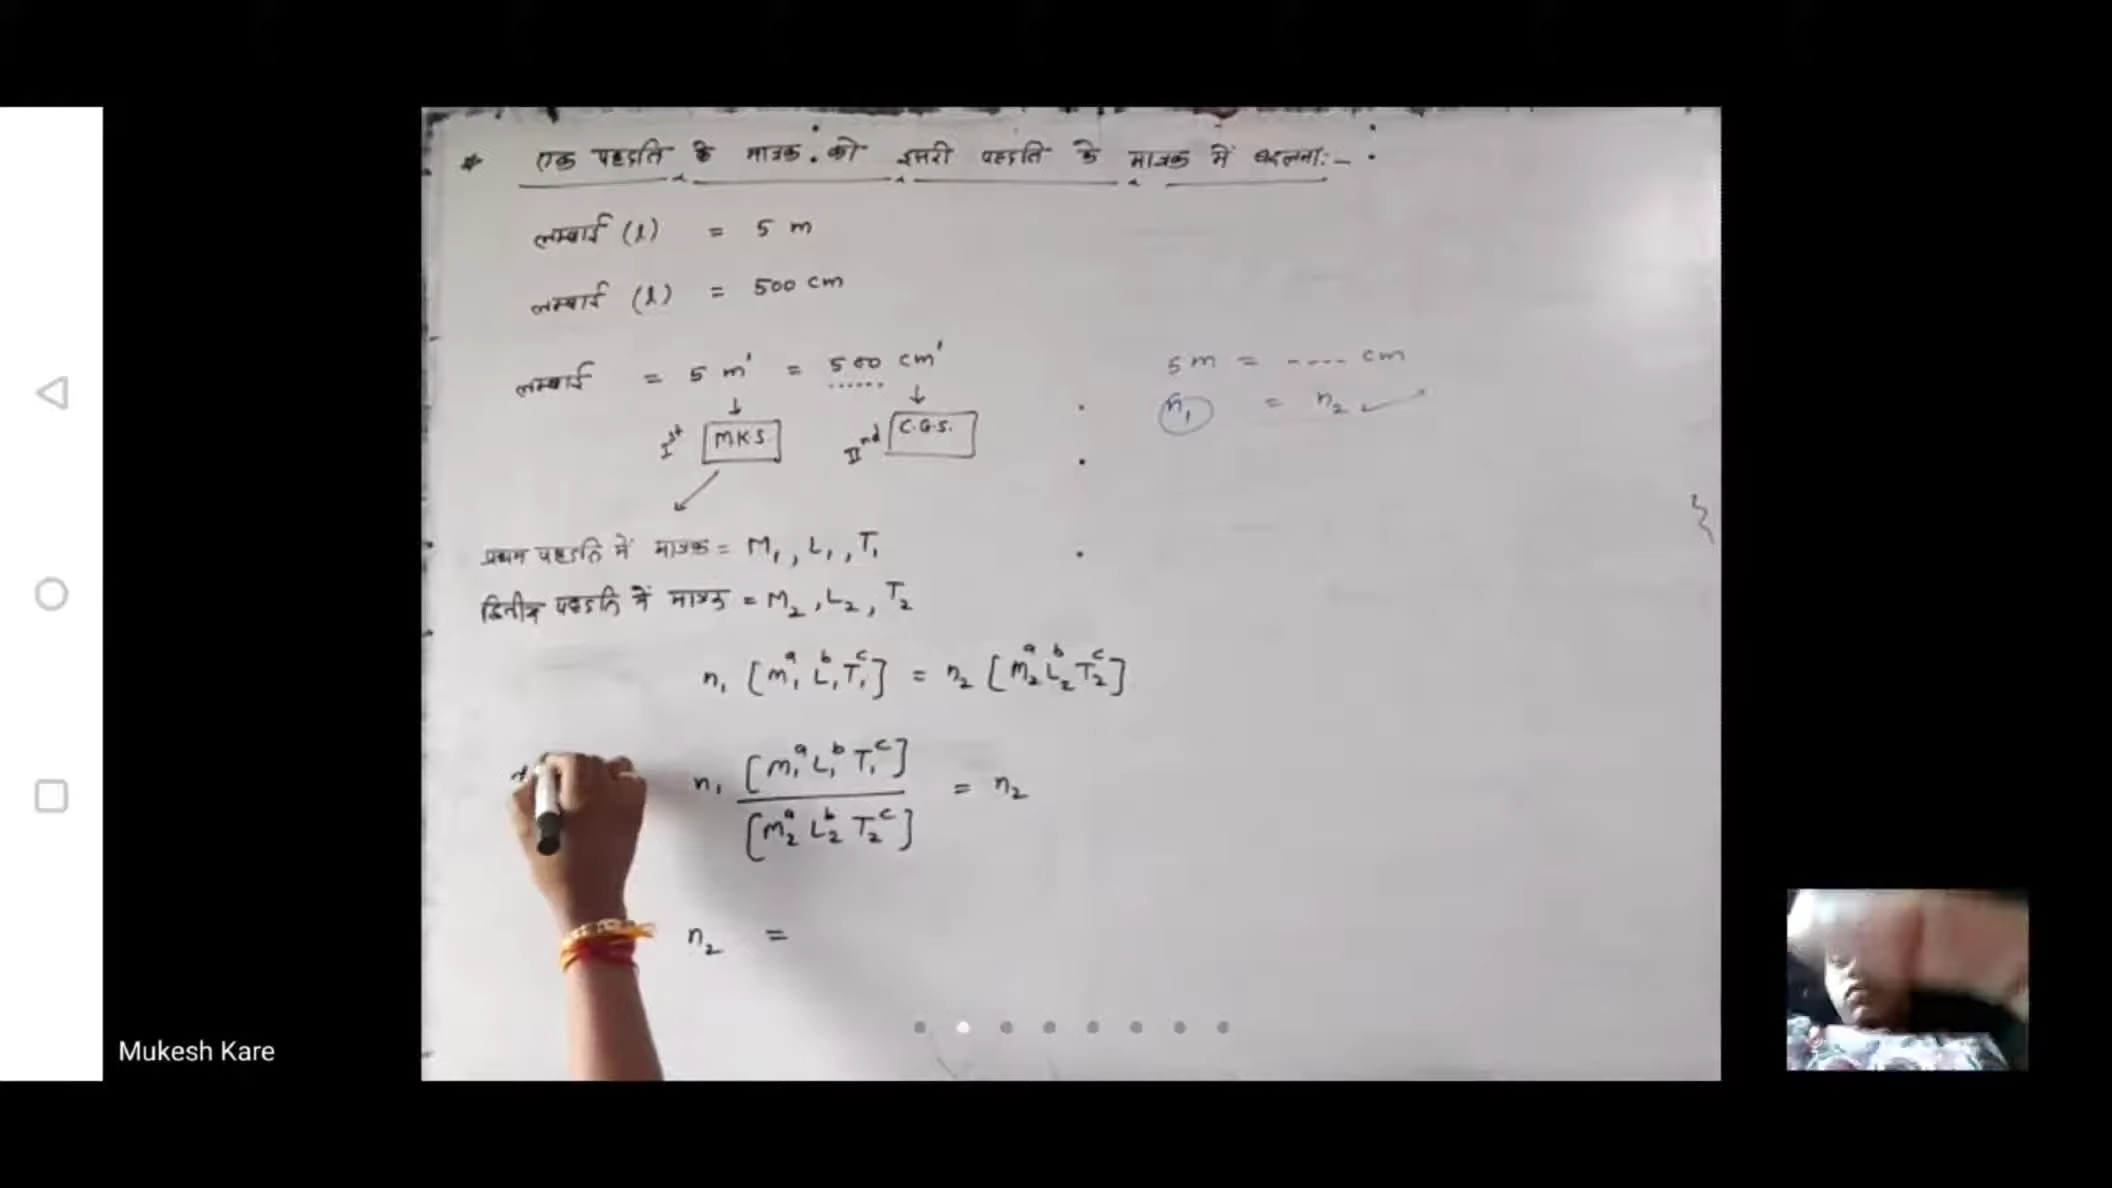 * एक पद्धति के मात्रक को दूसरी पद्धति के मात्रक में बदलना:-
लम्बाई (l) = 5 m
लम्बाई (l) = 500 cm
लम्बाई = 5 m' = 500 cm'
Ist M.K.S. IInd C.G.S.
5 m = ---- cm
n₁ = n₂
प्रथम पद्धति में मात्रक = M₁, L₁, T₁
द्वितीय पद्धति में मात्रक = M₂, L₂, T₂
n₁ [M₁ᵃ L₁ᵇ T₁ᶜ] = n₂ [M₂ᵃ L₂ᵇ T₂ᶜ]
n₁ [M₁ᵃ L₁ᵇ T₁ᶜ] / [M₂ᵃ L₂ᵇ T₂ᶜ] = n₂
n₂ =
Mukesh Kare